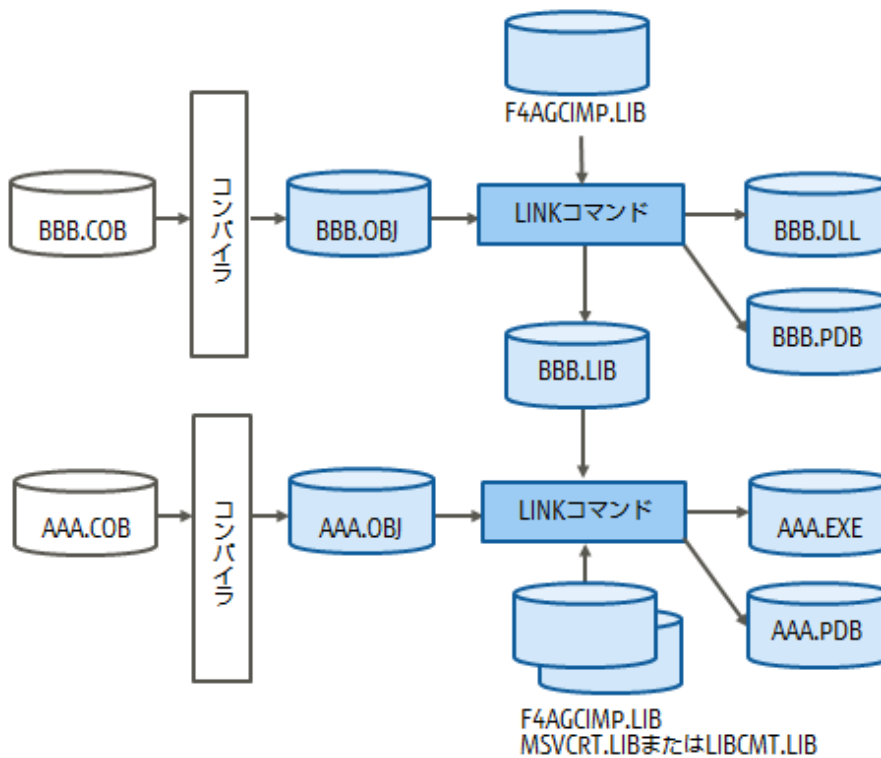 F4AGCIMP.LIB
コンパイラ
BBB.COB
BBB.OBJ
LINKコマンド
BBB.DLL
BBB.PDB
BBB.LIB
コンパイラ
AAA.COB
AAA.OBJ
LINKコマンド
AAA.EXE
AAA.PDB
F4AGCIMP.LIB
MSVCRT.LIBまたはLIBCMT.LIB